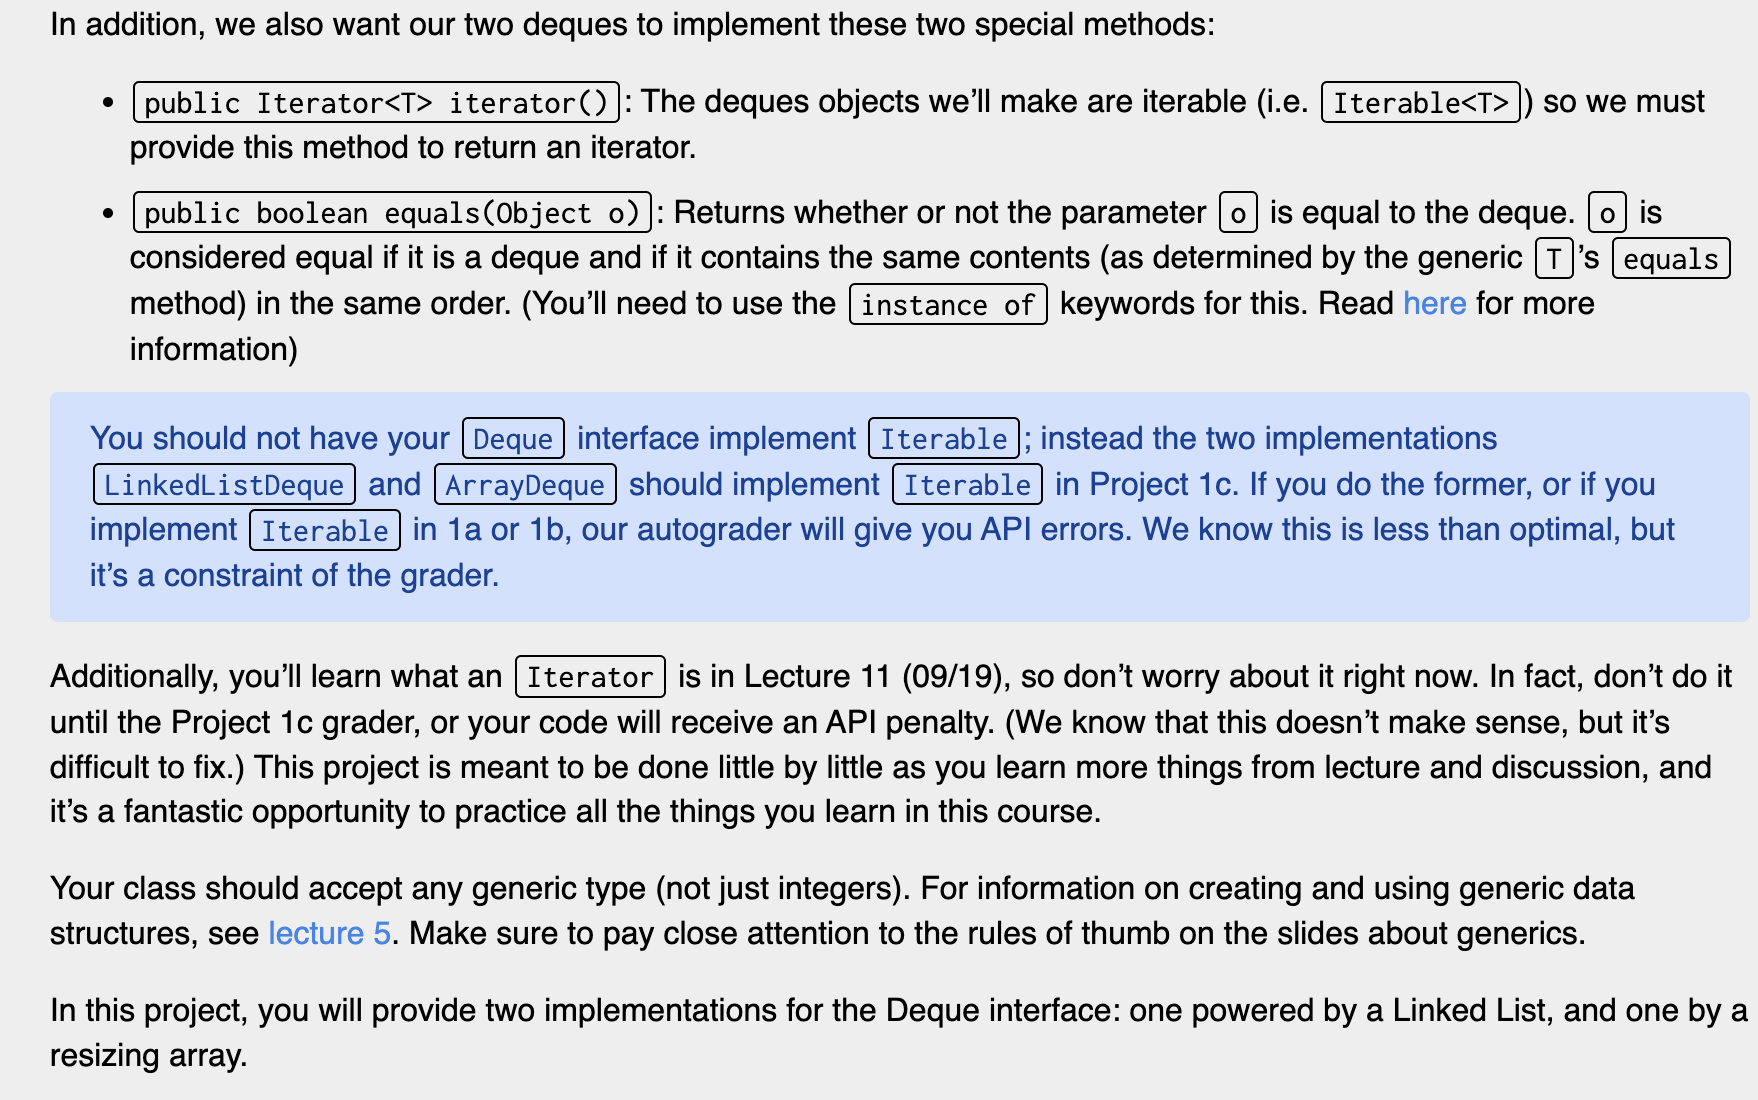 In addition, we also want our two deques to implement these two special methods:
• public Iterator<T> iterator() : The deques objects we’ll make are iterable (i.e. Iterable<T> ) so we must
provide this method to return an iterator.
• public boolean equals(Object o) : Returns whether or not the parameter o is equal to the deque. o is
considered equal if it is a deque and if it contains the same contents (as determined by the generic T ’s equals
method) in the same order. (You’ll need to use the instance of keywords for this. Read here for more
information)
You should not have your Deque interface implement Iterable ; instead the two implementations
LinkedListDeque and ArrayDeque should implement Iterable in Project 1c. If you do the former, or if you
implement Iterable in 1a or 1b, our autograder will give you API errors. We know this is less than optimal, but
it’s a constraint of the grader.
Additionally, you’ll learn what an Iterator is in Lecture 11 (09/19), so don’t worry about it right now. In fact, don’t do it
until the Project 1c grader, or your code will receive an API penalty. (We know that this doesn’t make sense, but it’s
difficult to fix.) This project is meant to be done little by little as you learn more things from lecture and discussion, and
it’s a fantastic opportunity to practice all the things you learn in this course.
Your class should accept any generic type (not just integers). For information on creating and using generic data
structures, see lecture 5. Make sure to pay close attention to the rules of thumb on the slides about generics.
In this project, you will provide two implementations for the Deque interface: one powered by a Linked List, and one by a
resizing array.